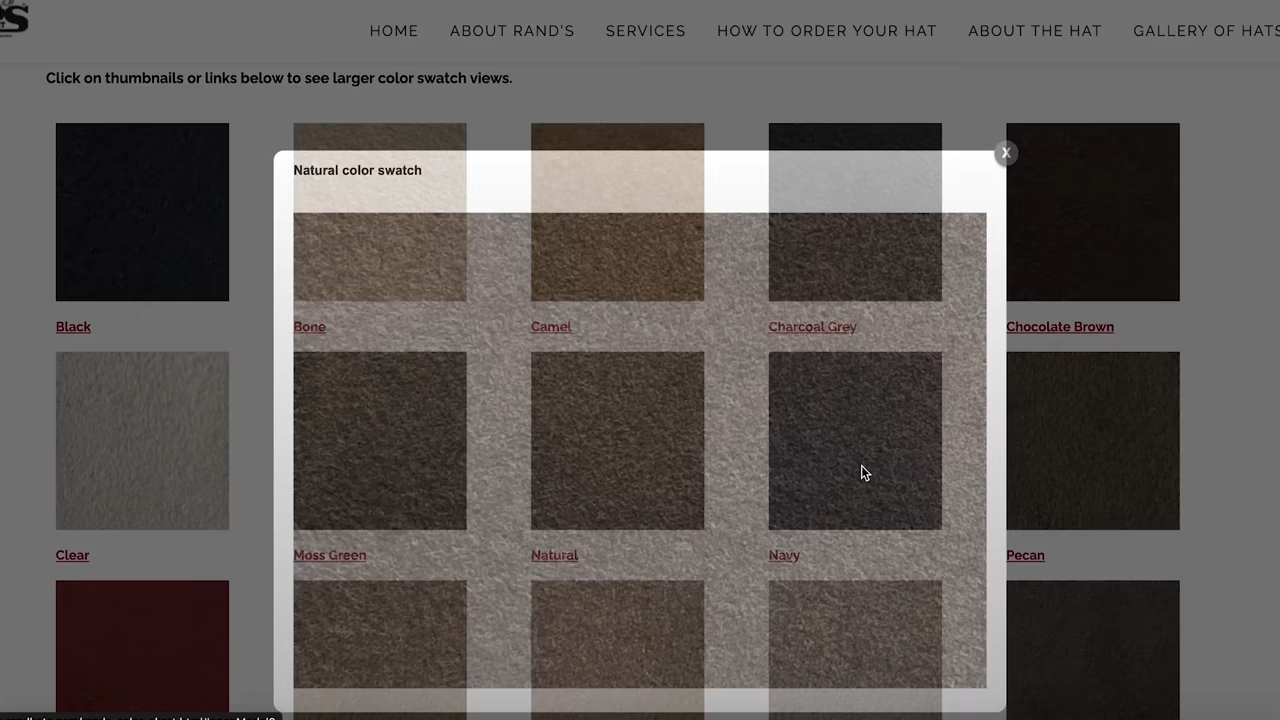 HOME ABOUT RAND'S SERVICES HOW TO ORDER YOUR HAT ABOUT THE HAT GALLERY OF HATS
Click on thumbnails or links below to see larger color swatch views.
X
Natural color swatch
Black Bone Camel Charcoal Grey Chocolate Brown
Clear Moss Green Natural Navy Pecan